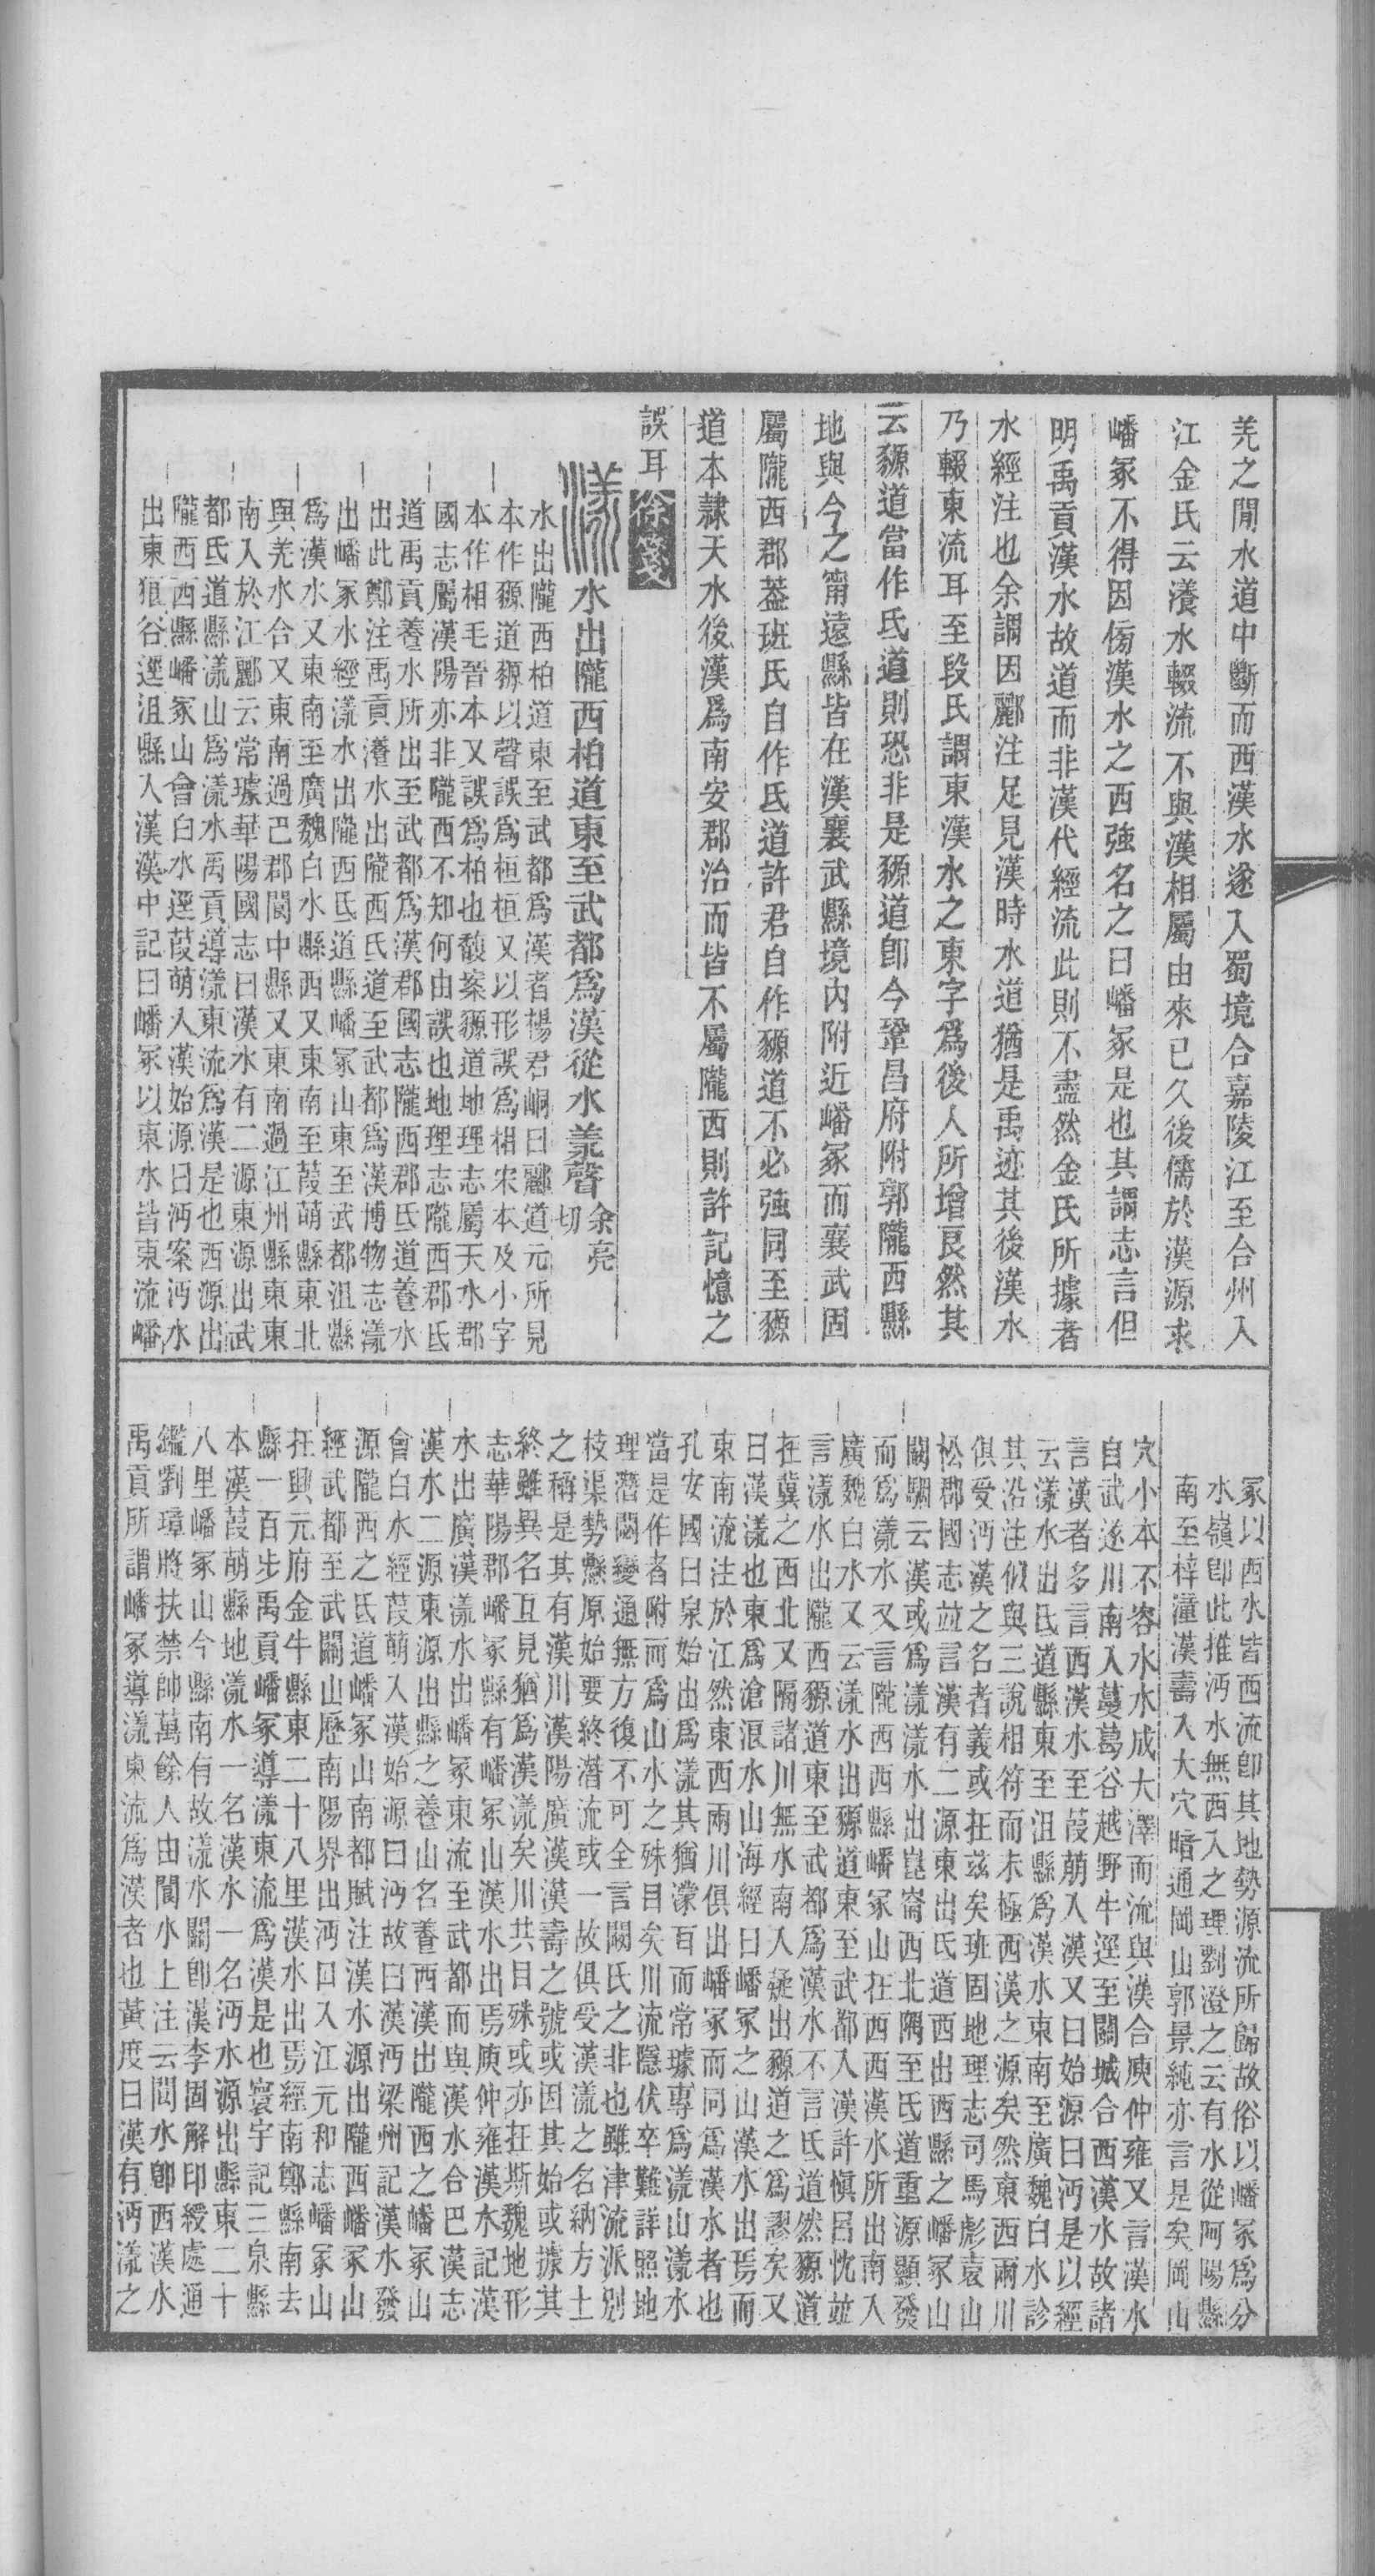 羌之閒水道中斷而西漢水遂入蜀境合嘉陵江至合州入
江金氏云瀁水輟流不與漢相屬由來已久後儒於漢源求
嶓冢不得因㑂漢水之西強名之曰嶓冢是也其謂志言但
明禹貢漢水故道而非漢代經流此則不盡然金氏所據者
水經注也余謂因酈注足見漢時水道猶是禹迹其後漢水
乃輟東流耳至段氏謂東漢水之東字爲後人所增良然其
云豲道當作氐道則恐非是豲道卽今鞏昌府附郭隴西縣
地與今之甯遠縣皆在漢襄武縣境內附近嶓冢而襄武固
屬隴西郡葢班氏自作氐道許君自作豲道不必強同至豲
道本隸天水後漢爲南安郡治而皆不屬隴西則許記憶之
誤耳徐箋
漾水出隴西柏道東至武都爲漢從水羕聲余亮切
水出隴西柏道東至武都爲漢者楊君峒曰酈道元所見
本作豲道豲以聲誤爲桓桓又以形誤爲相宋本及小字
本作相毛晉本又誤爲柏也馥案豲道地理志屬天水郡
國志屬漢陽亦非隴西不知何由誤也地理志隴西郡氐
道禹貢養水所出至武都爲漢郡國志隴西郡氐道養水
出此鄭注禹貢瀁水出隴西氐道至武都爲漢博物志漾
出嶓冢水經漾水出隴西氐道縣嶓冢山東至武都沮縣
爲漢水又東南至廣魏白水縣西又東南至葭萌縣東北
與羌水合又東南過巴郡閬中縣又東南過江州縣東東
南入於江酈云常璩華陽國志曰漢水有二源東源出武
都氐道縣漾山爲漾水禹貢導漾東流爲漢是也西源出
隴西西縣嶓冢山會白水逕葭萌入漢始源曰沔案沔水
出東狼谷逕沮縣入漢漢中記曰嶓冢以東水皆東流嶓
冢以西水皆西流卽其地勢源流所歸故俗以嶓冢爲分
水嶺卽此推沔水無西入之理劉澄之云有水從阿陽縣
南至梓潼漢壽入大穴暗通岡山郭景純亦言是矣岡山
穴小本不容水水成大澤而流與漢合庾仲雍又言漢水
自武遂川南入蔓葛谷越野牛逕至關城合西漢水故諸
言漢者多言西漢水至葭萌入漢又曰始源曰沔是以經
云漾水出氐道縣東至沮縣爲漢水東南至廣魏白水診
其沿注似與三說相符而未極西漢之源矣然東西兩川
俱受沔漢之名者義或在茲矣班固地理志司馬彪袁山
松郡國志竝言漢有二源東出氐道西出西縣之嶓冢山
闞駰云漢或爲漾漾水出崑崙西北隅至氐道重源顯發
而爲漾水又言隴西西縣嶓冢山在西西漢水所出南入
廣魏白水又云漾水出豲道東至武都入漢許愼呂忱竝
言漾水出隴西豲道東至武都爲漢水不言氐道然豲道
在冀之西北又隔諸川無水南入疑出豲道之爲謬矣又
曰漢漾也東爲滄浪水山海經曰嶓冢之山漢水出焉而
東南流注於江然東西兩川俱出嶓冢而同爲漢水者也
孔安國曰泉始出爲漾其猶濛耳而常璩專爲漾山漾水
當是作者附而爲山水之殊目矣川流隱伏卒難詳照地
理潛閟變通無方復不可全言闞氏之非也雖津流派別
枝渠勢縣原始要終潛流或一故俱受漢漾之名納方土
之稱是其有漢川漢陽廣漢漢壽之號或因其始或據其
終雖異名互見猶爲漢漾矣川共目殊或亦在斯魏地形
志華陽郡嶓冢縣有嶓冢山漢水出焉庾仲雍漢水記漢
水出廣漢漾水出嶓冢東流至武都而與漢水合巴漢志
漢水二源東源出縣之養山名養西漢出隴西之嶓冢山
會白水經葭萌入漢始源曰沔故曰漢沔梁州記漢水發
源隴西之氐道嶓冢山南都賦注漢水源出隴西嶓冢山
經武都至武關山歷南陽界出沔口入江元和志嶓冢山
在興元府金牛縣東二十八里漢水出焉經南鄭縣南去
縣一百步禹貢嶓冢導漾東流爲漢是也寰宇記三泉縣
本漢葭萌縣地漾水一名漢水一名沔水源出縣東二十
八里嶓冢山今縣南有故漾水關卽漢李固解印綬處通
鑑劉璋將扶禁帥萬餘人由閬水上注云閬水卽西漢水
禹貢所謂嶓冢導漾東流爲漢者也黃度曰漢有沔漾之